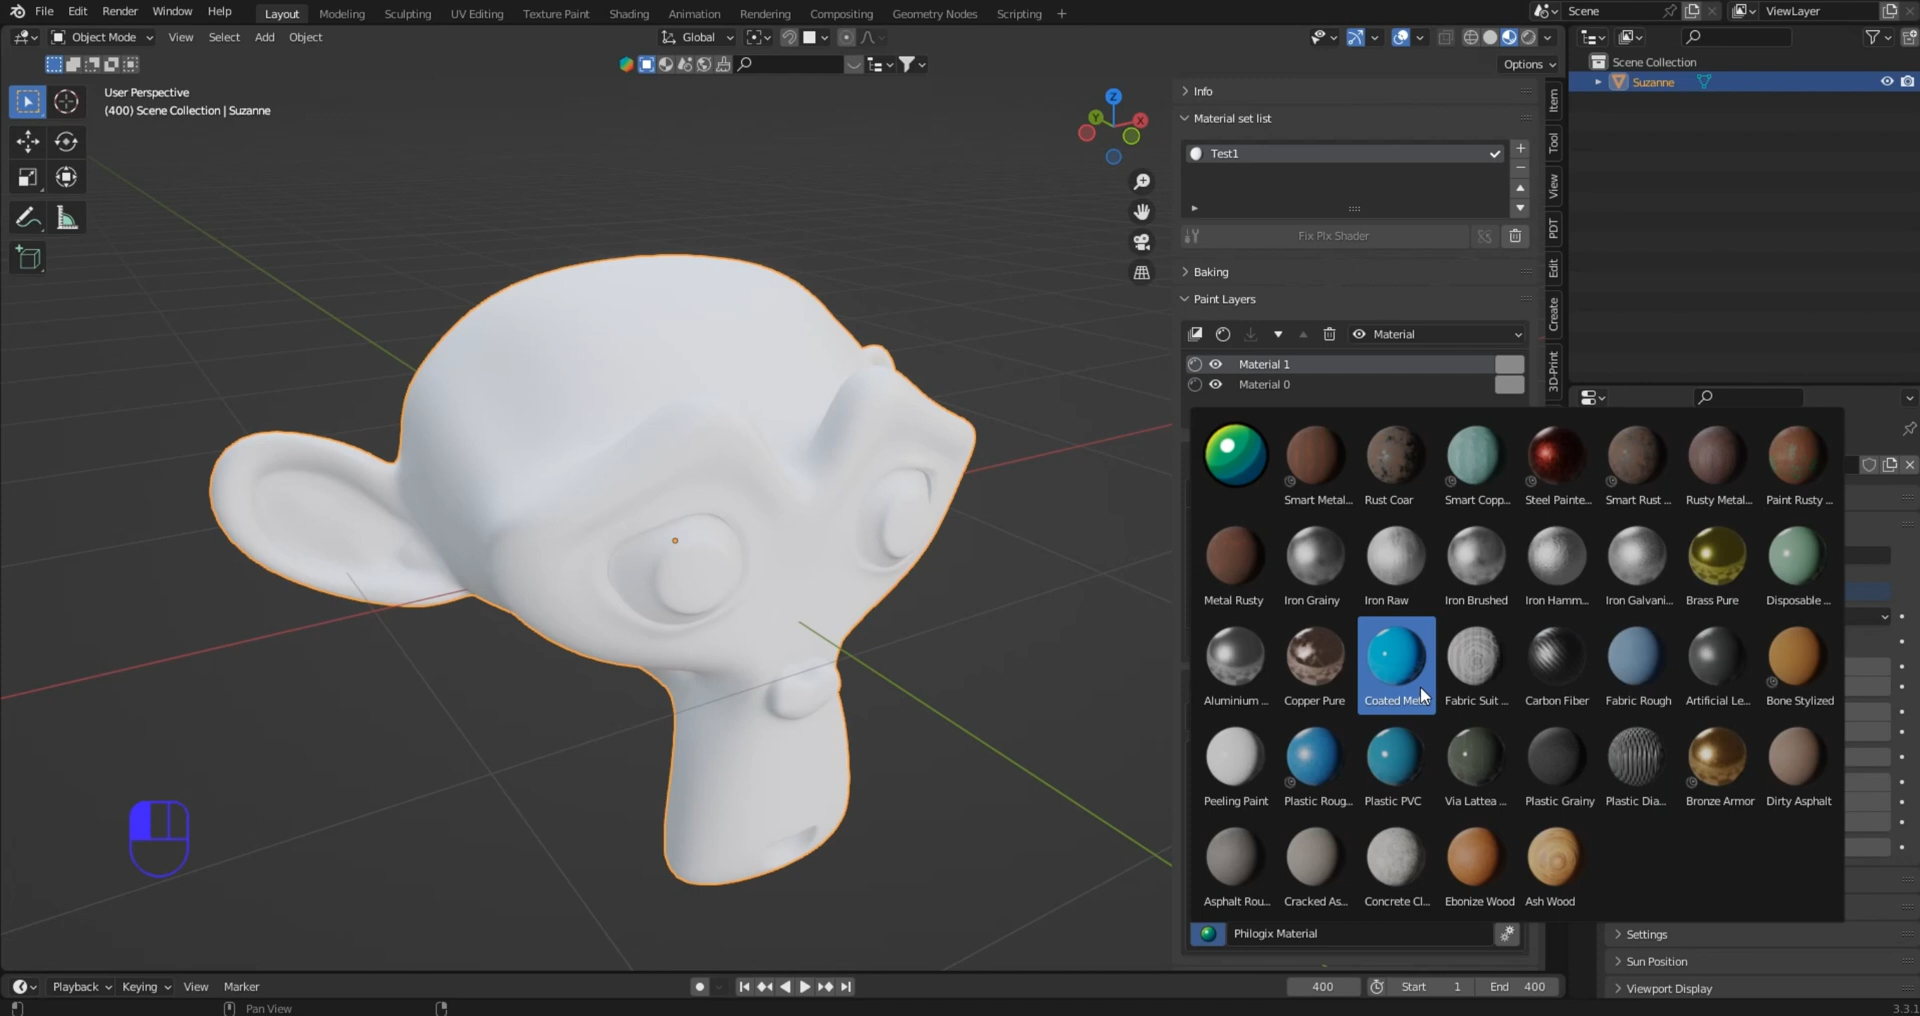 File Edit Render Window Help
Layout Modeling Sculpting UV Editing Texture Paint Shading Animation Rendering Compositing Geometry Nodes Scripting +
Scene
ViewLayer
Object Mode View Select Add Object
Global
Options
User Perspective
(400) Scene Collection | Suzanne
Z
Y
X
Info
Material set list
Test1
Fix Plx Shader
Baking
Paint Layers
Material
Material 1
Material 0
Item
Tool
View
PDT
Edit
Create
3D-Print
Scene Collection
Suzanne
Smart Metal... Rust Coar Smart Copp... Steel Painte... Smart Rust ... Rusty Metal... Paint Rusty ...
Metal Rusty Iron Grainy Iron Raw Iron Brushed Iron Hamm... Iron Galvani... Brass Pure Disposable ...
Aluminium ... Copper Pure Coated Me Fabric Suit ... Carbon Fiber Fabric Rough Artificial Le... Bone Stylized
Peeling Paint Plastic Roug... Plastic PVC Via Lattea ... Plastic Grainy Plastic Dia... Bronze Armor Dirty Asphalt
Asphalt Rou... Cracked As... Concrete Cl... Ebonize Wood Ash Wood
Philogix Material
Settings
Sun Position
Viewport Display
Playback Keying View Marker
400 Start 1 End 400
Pan View
3.3.1